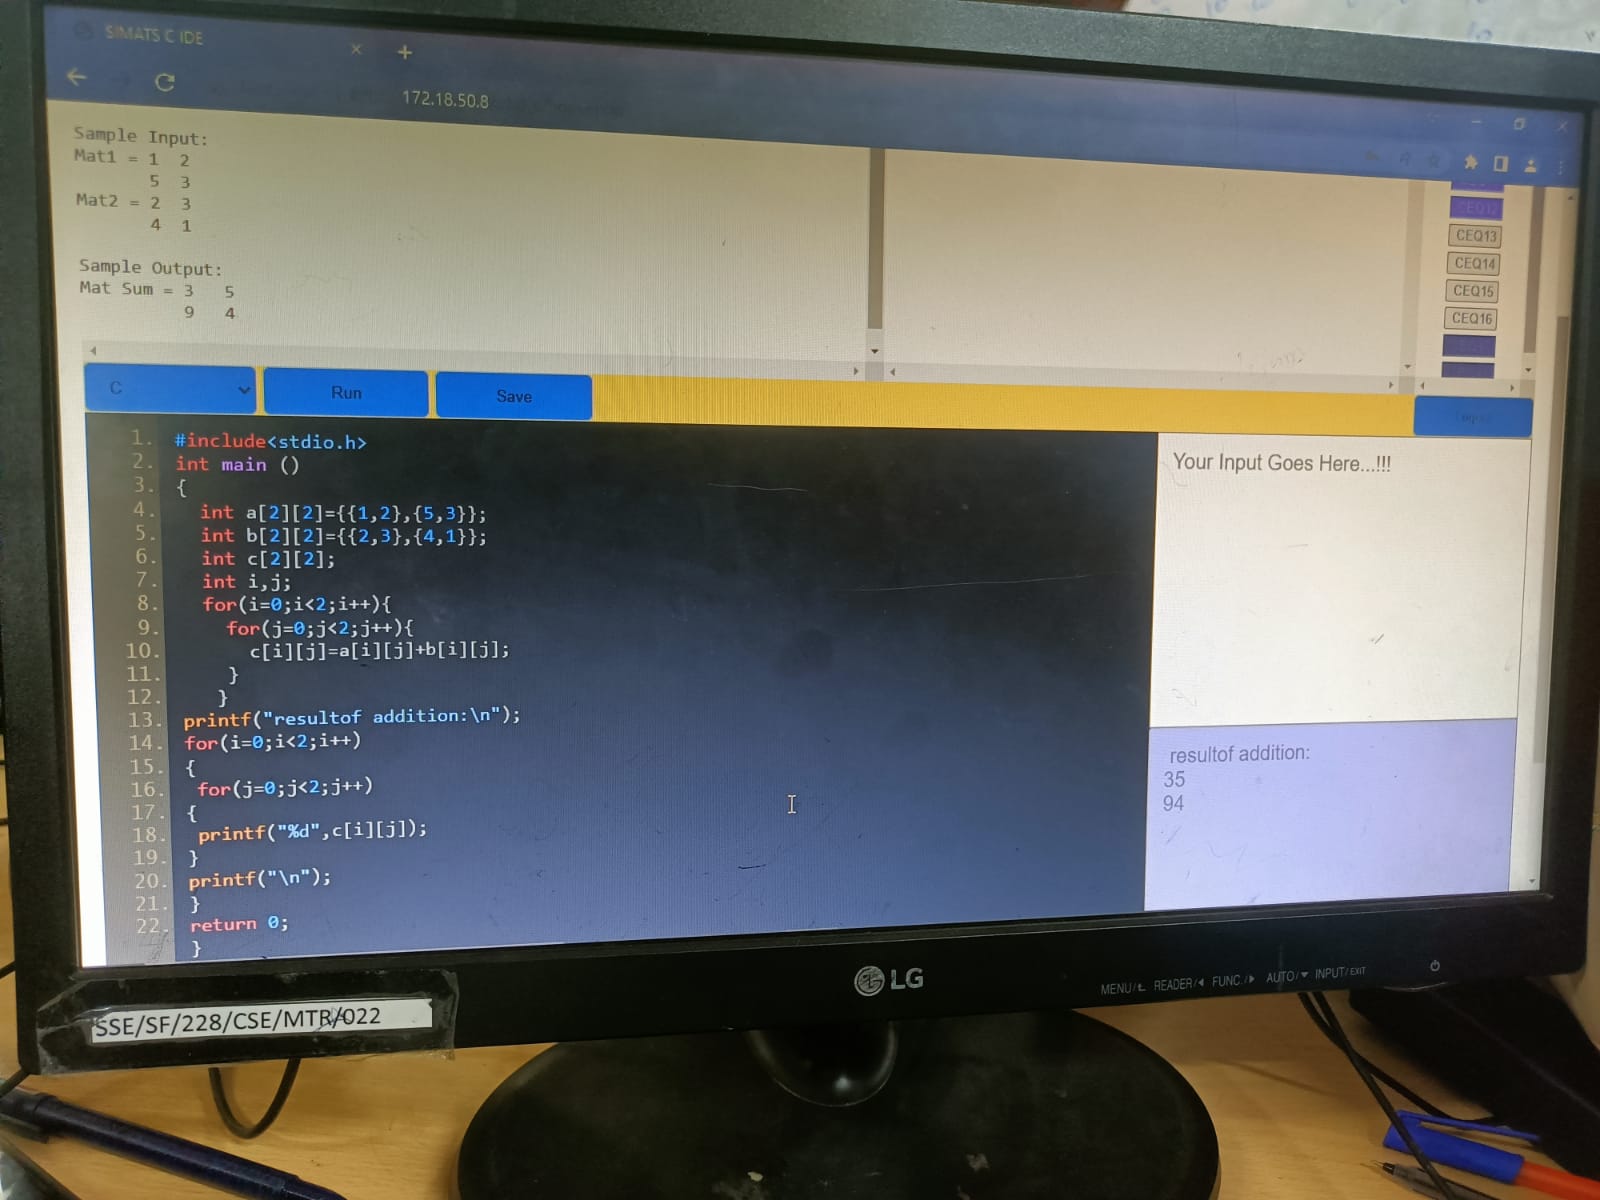 SIMATS C IDE
172.18.50.8
Sample Input:
Mat1 = 1 2
5 3
Mat2 = 2 3
4 1
Sample Output:
Mat Sum = 3 5
9 4
CEQ12
CEQ13
CEQ14
CEQ15
CEQ16
C
Run
Save
1. #include<stdio.h>
2. int main ()
3. {
4. int a[2][2]={{1,2},{5,3}};
5. int b[2][2]={{2,3},{4,1}};
6. int c[2][2];
7. int i,j;
8. for(i=0;i<2;i++){
9. for(j=0;j<2;j++){
10. c[i][j]=a[i][j]+b[i][j];
11. }
12. }
13. printf("resultof addition:\n");
14. for(i=0;i<2;i++)
15. {
16. for(j=0;j<2;j++)
17. {
18. printf("%d",c[i][j]);
19. }
20. printf("\n");
21. }
22. return 0;
}
Your Input Goes Here...!!!
resultof addition:
35
94
LG
MENU/ READER/ FUNC./ AUTO/ INPUT/EXIT
SSE/SF/228/CSE/MTR/022